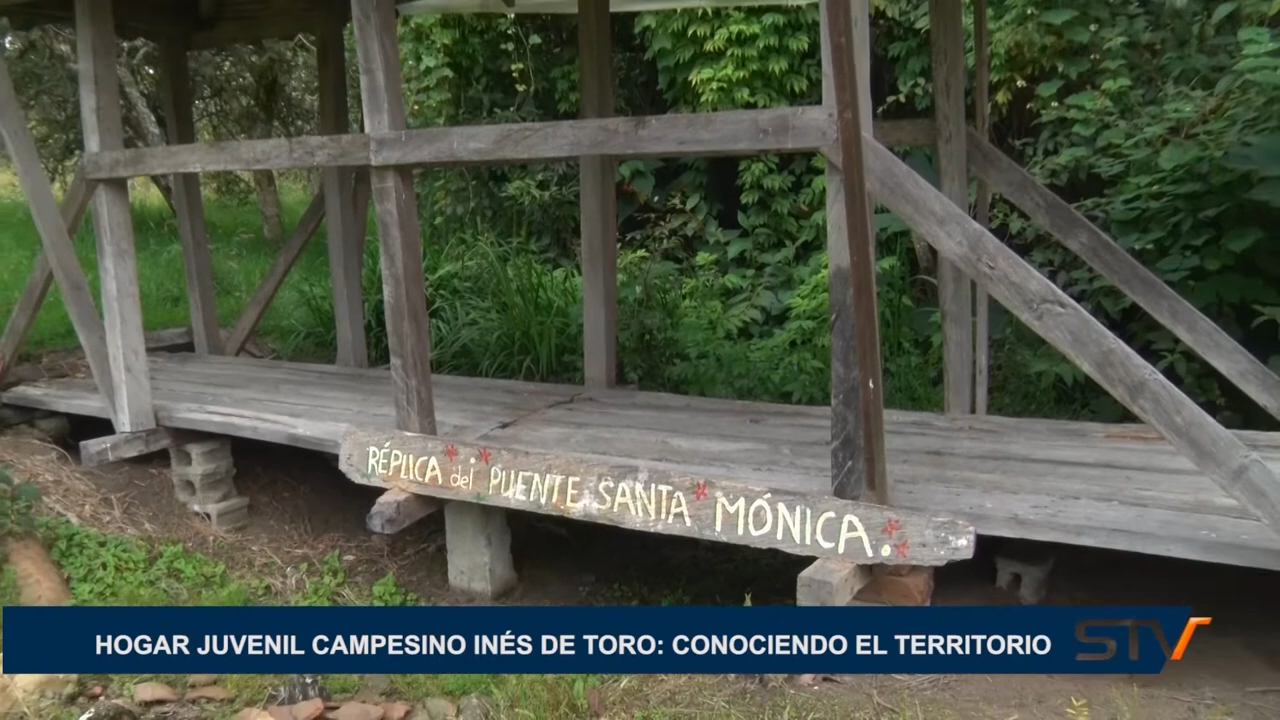 RÉPLICA del PUENTE SANTA MÓNICA.
HOGAR JUVENIL CAMPESINO INÉS DE TORO: CONOCIENDO EL TERRITORIO
STV